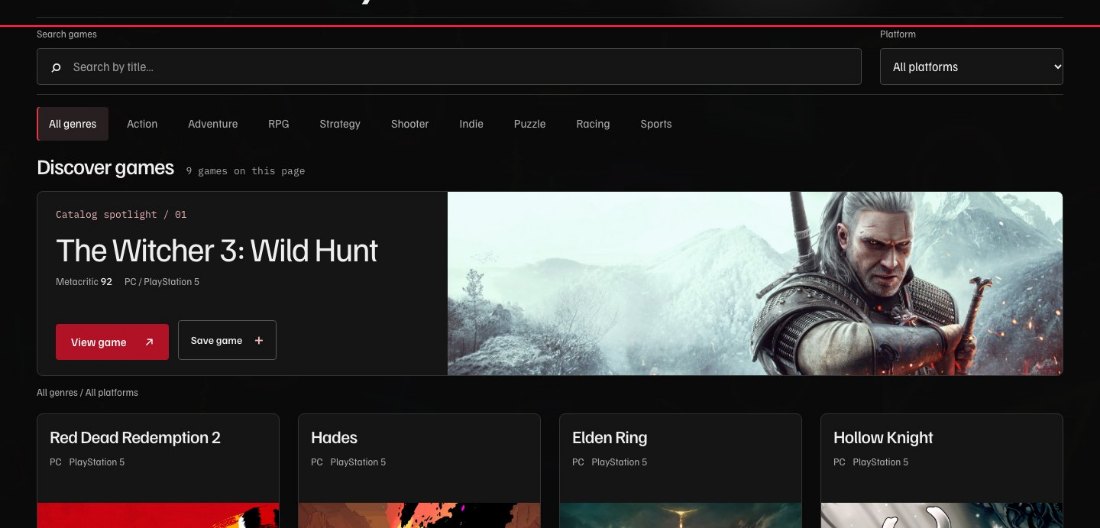 Search games
Platform
Search by title...
All platforms
All genres Action Adventure RPG Strategy Shooter Indie Puzzle Racing Sports
Discover games 9 games on this page
Catalog spotlight / 01
The Witcher 3: Wild Hunt
Metacritic 92 PC / PlayStation 5
View game Save game +
All genres / All platforms
Red Dead Redemption 2
PC PlayStation 5
Hades
PC PlayStation 5
Elden Ring
PC PlayStation 5
Hollow Knight
PC PlayStation 5